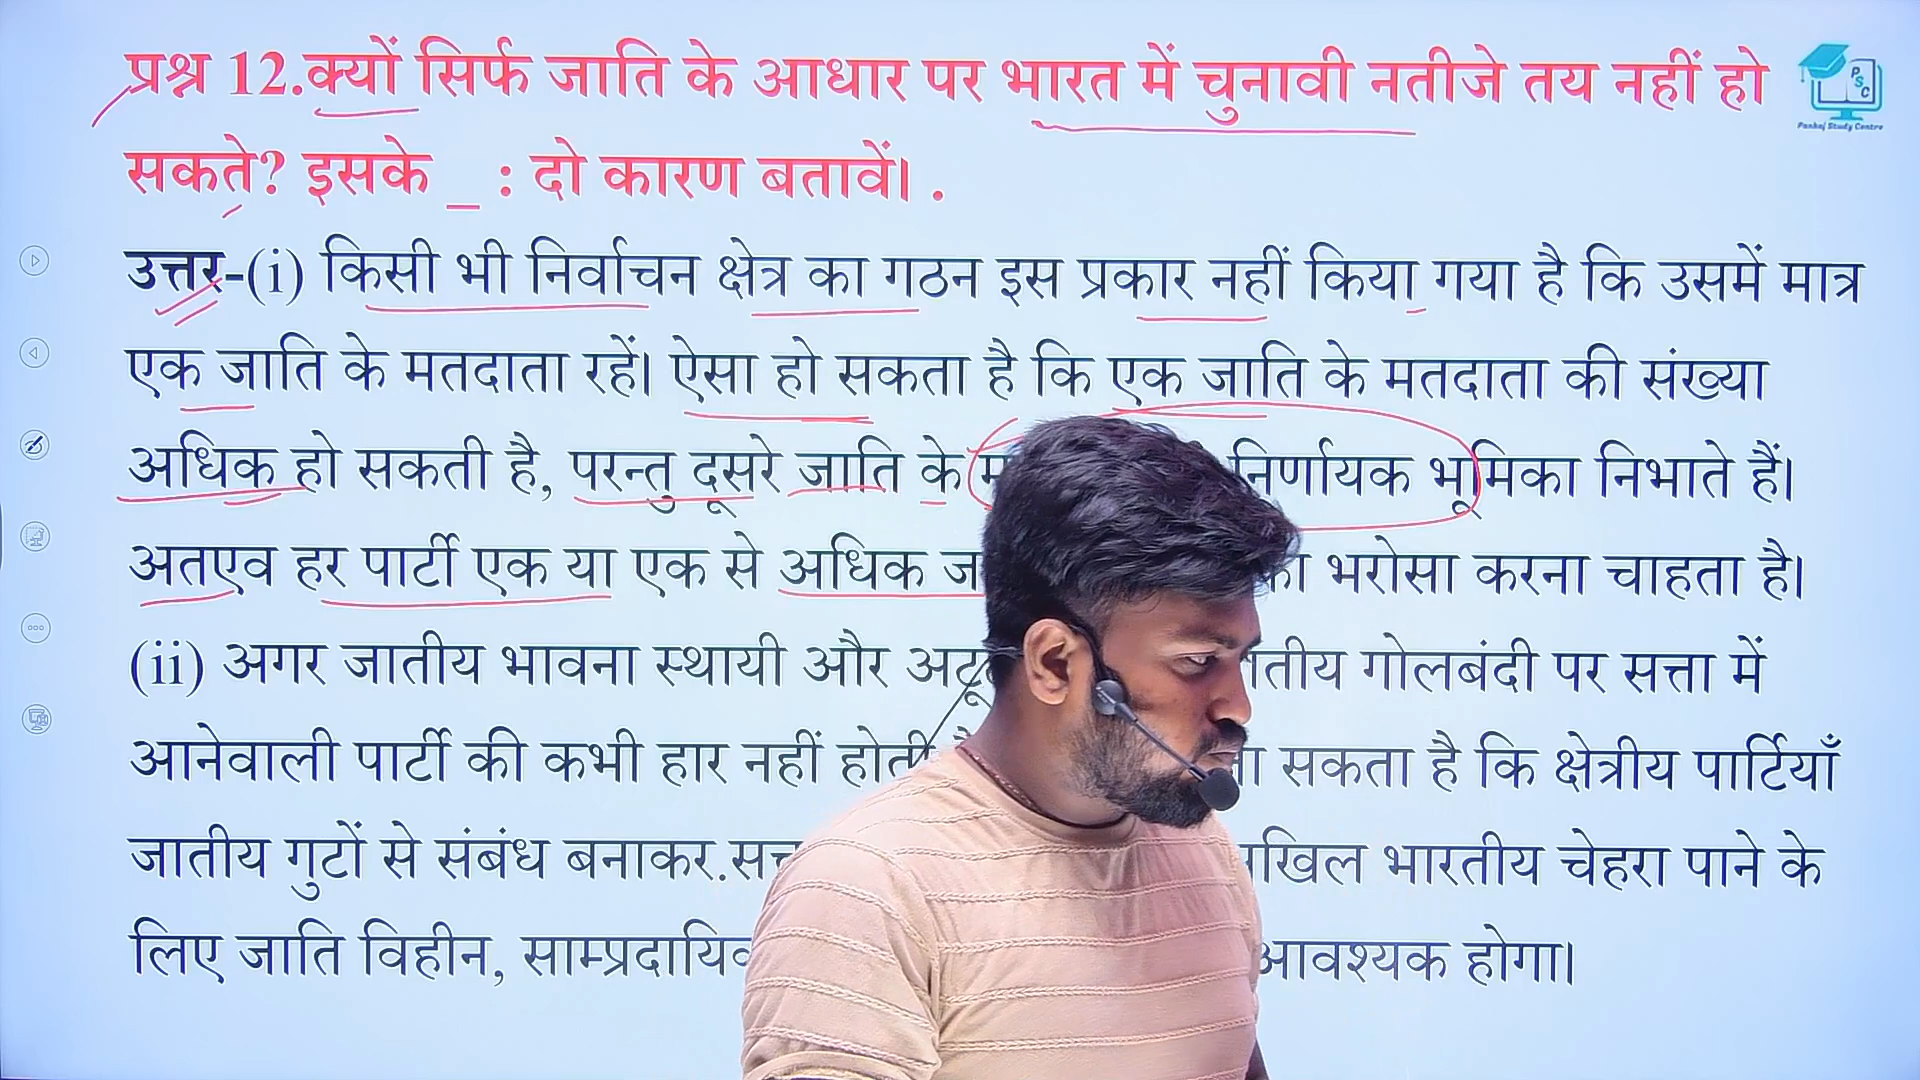 प्रश्न 12.क्यों सिर्फ जाति के आधार पर भारत में चुनावी नतीजे तय नहीं हो
सकते? इसके _ : दो कारण बतावें। .
उत्तर-(i) किसी भी निर्वाचन क्षेत्र का गठन इस प्रकार नहीं किया गया है कि उसमें मात्र
एक जाति के मतदाता रहें। ऐसा हो सकता है कि एक जाति के मतदाता की संख्या
अधिक हो सकती है, परन्तु दूसरे जाति के निर्णायक भूमिका निभाते हैं।
अतएव हर पार्टी एक या एक से अधिक भरोसा करना चाहता है।
(ii) अगर जातीय भावना स्थायी और गोलबंदी पर सत्ता में
आनेवाली पार्टी की कभी हार नहीं होती सकता है कि क्षेत्रीय पार्टियाँ
जातीय गुटों से संबंध बनाकर. भारतीय चेहरा पाने के
लिए जाति विहीन, आवश्यक होगा।
PSC
Pankaj Study Centre